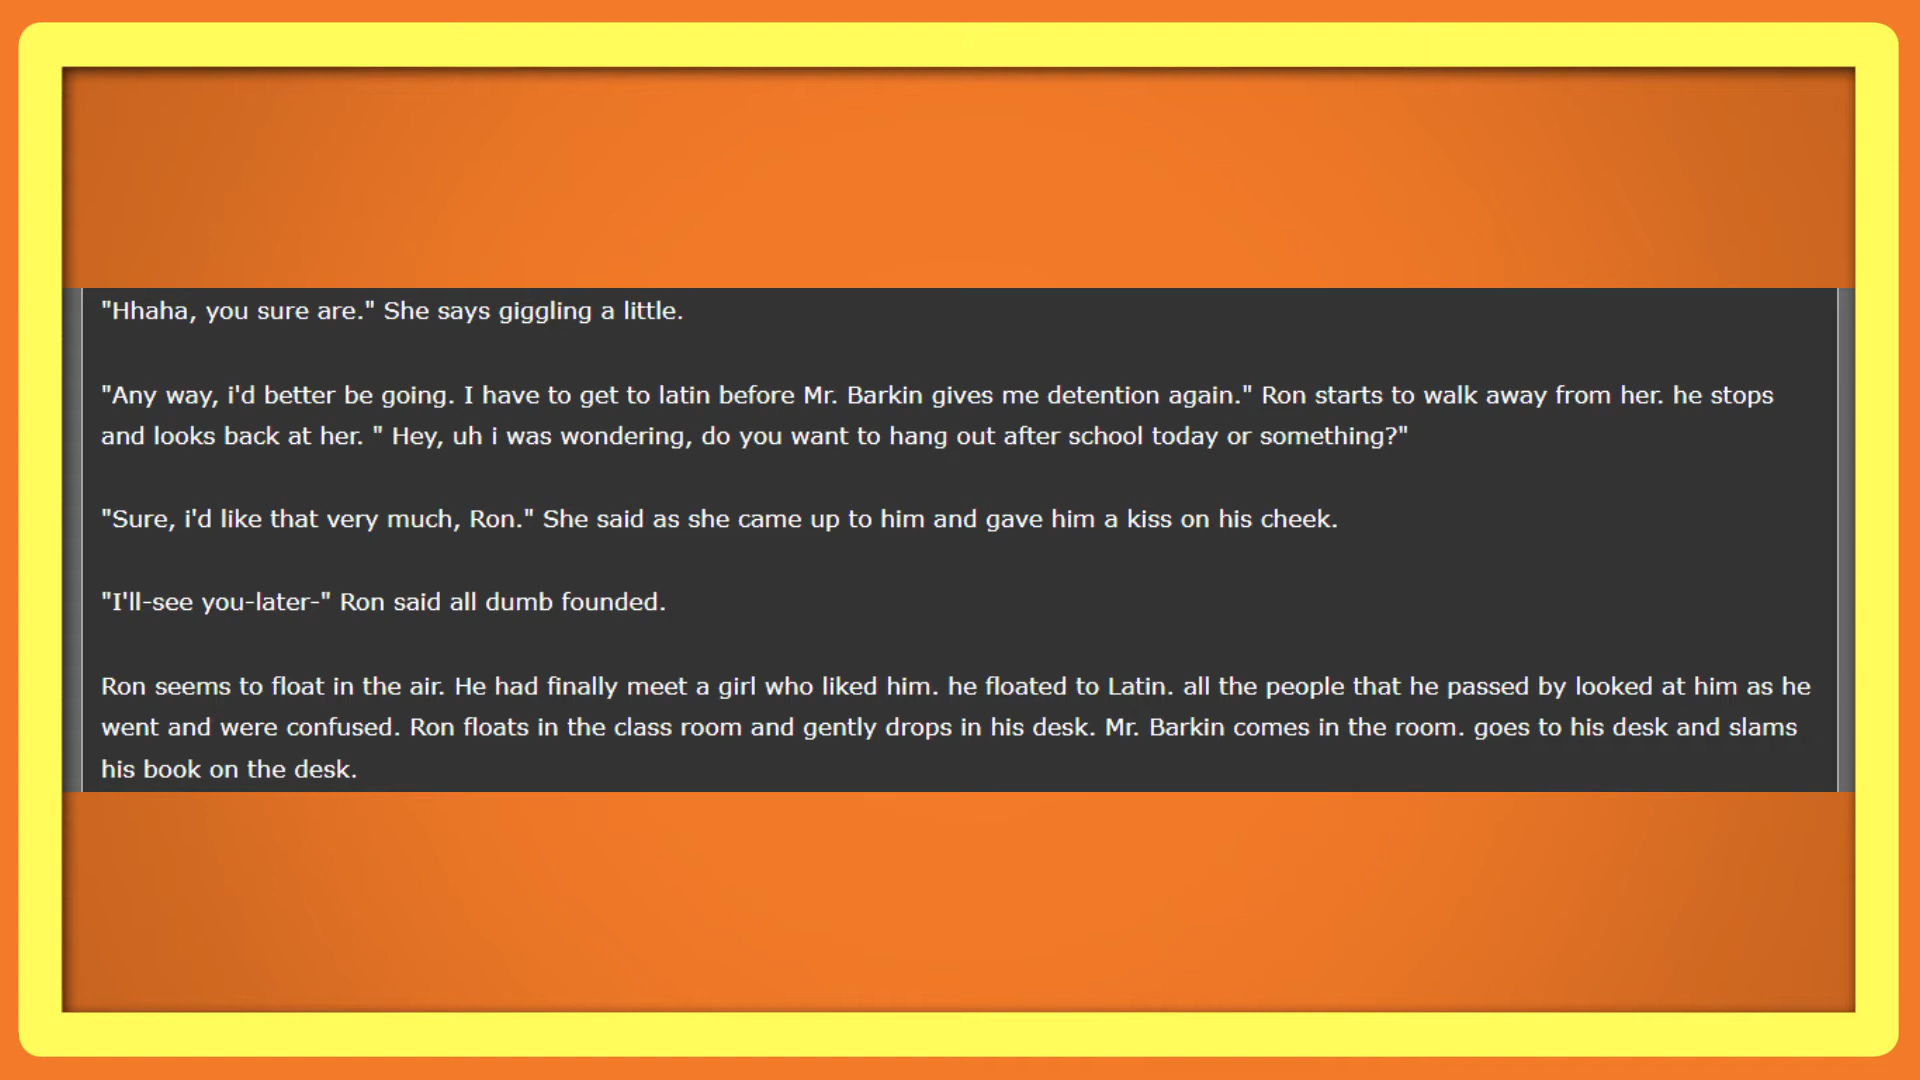 "Hhaha, you sure are." She says giggling a little.
"Any way, i'd better be going. I have to get to latin before Mr. Barkin gives me detention again." Ron starts to walk away from her. he stops
and looks back at her. " Hey, uh i was wondering, do you want to hang out after school today or something?"
"Sure, i'd like that very much, Ron." She said as she came up to him and gave him a kiss on his cheek.
"I'll-see you-later-" Ron said all dumb founded.
Ron seems to float in the air. He had finally meet a girl who liked him. he floated to Latin. all the people that he passed by looked at him as he
went and were confused. Ron floats in the class room and gently drops in his desk. Mr. Barkin comes in the room. goes to his desk and slams
his book on the desk.